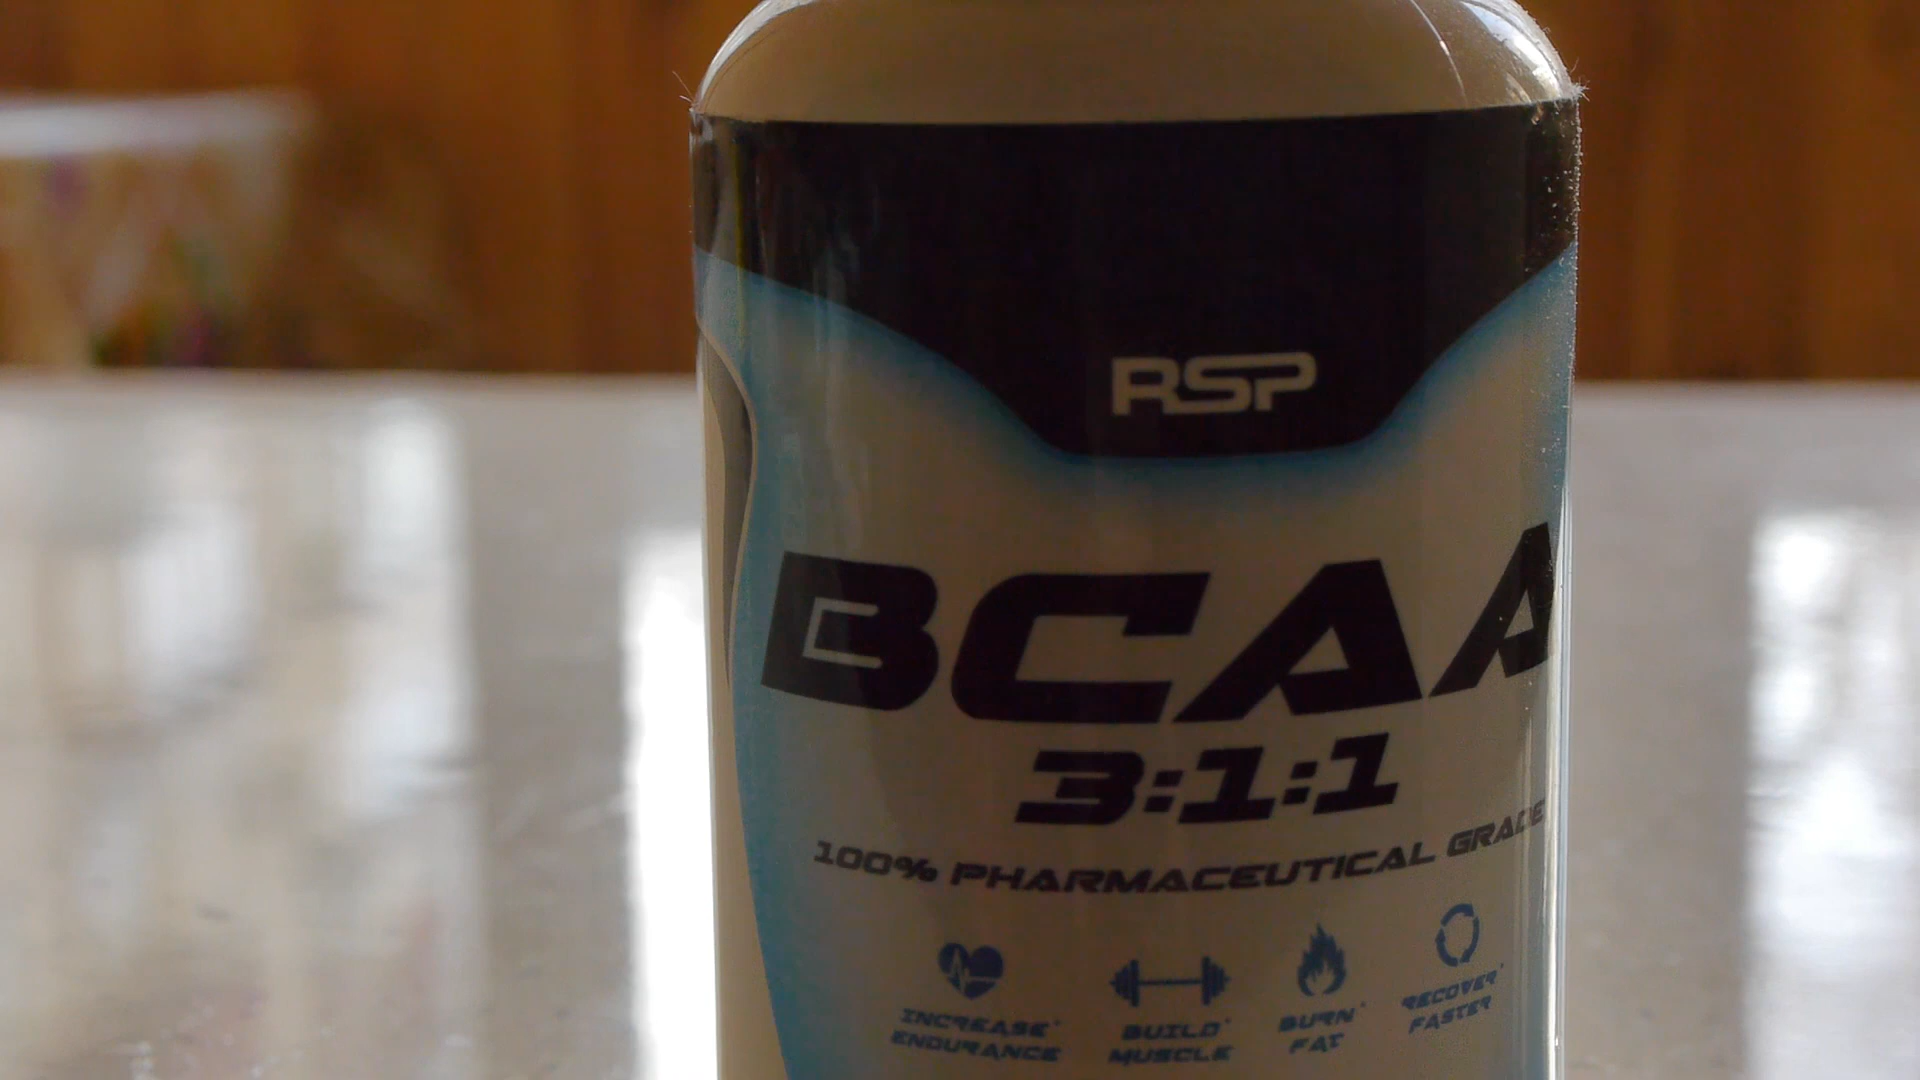 RSP
BCAA
3:1:1
100% PHARMACEUTICAL GRADE
INCREASE*
ENDURANCE
BUILD*
MUSCLE
BURN*
FAT
RECOVER*
FASTER